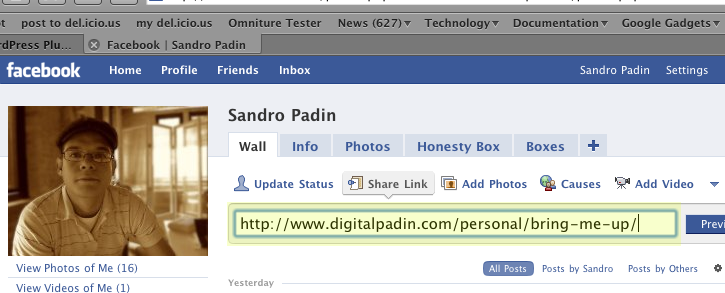 post to del.icio.us my del.icio.us Omniture Tester News (627) Technology Documentation Google Gadgets
Facebook | Sandro Padin
facebook Home Profile Friends Inbox Sandro Padin Settings
Sandro Padin
Wall Info Photos Honesty Box Boxes +
Update Status Share Link Add Photos Causes Add Video
http://www.digitalpadin.com/personal/bring-me-up/
All Posts Posts by Sandro Posts by Others
View Photos of Me (16)
Yesterday
View Videos of Me (1)